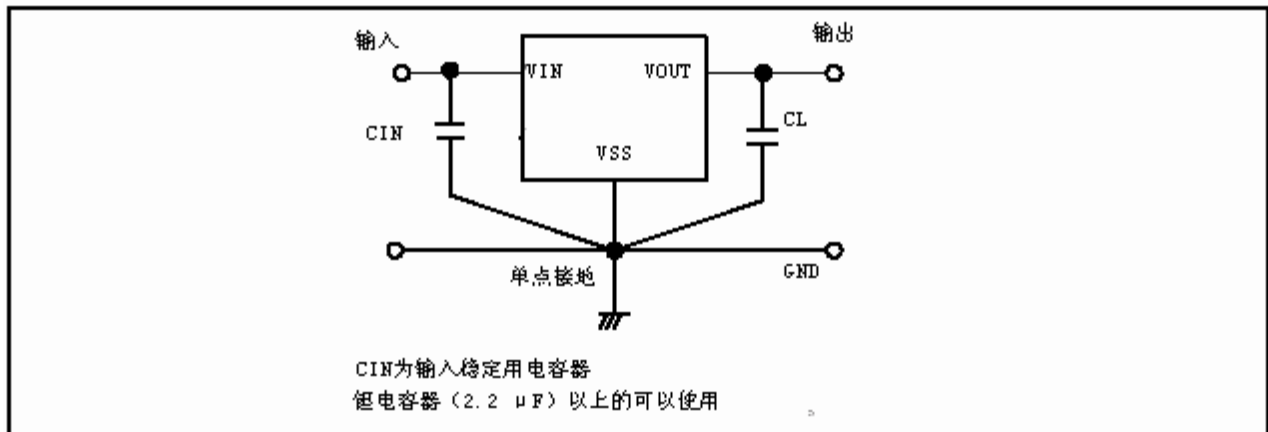 输入
输出
VIN
VOUT
CIN
CL
VSS
单点接地
GND
CIN为输入稳定用电容器
钽电容器（2.2 μF）以上的可以使用